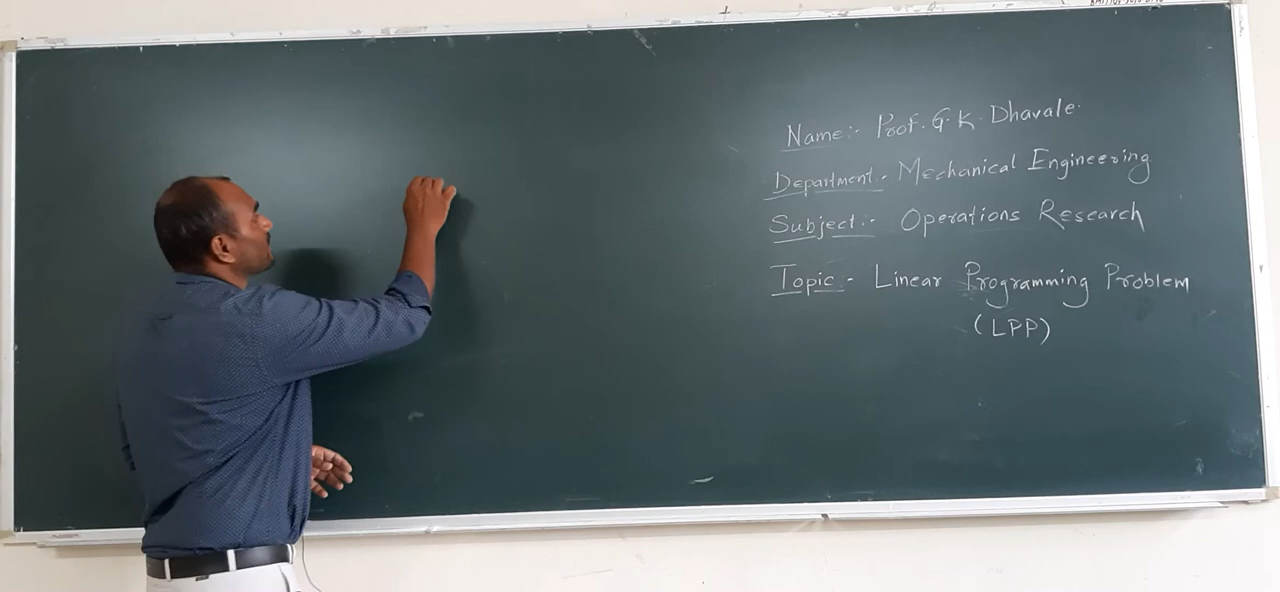 Name:- Prof. G. K. Dhavale.
Department:- Mechanical Engineering
Subject:- Operations Research
Topic:- Linear Programming Problem
(LPP)